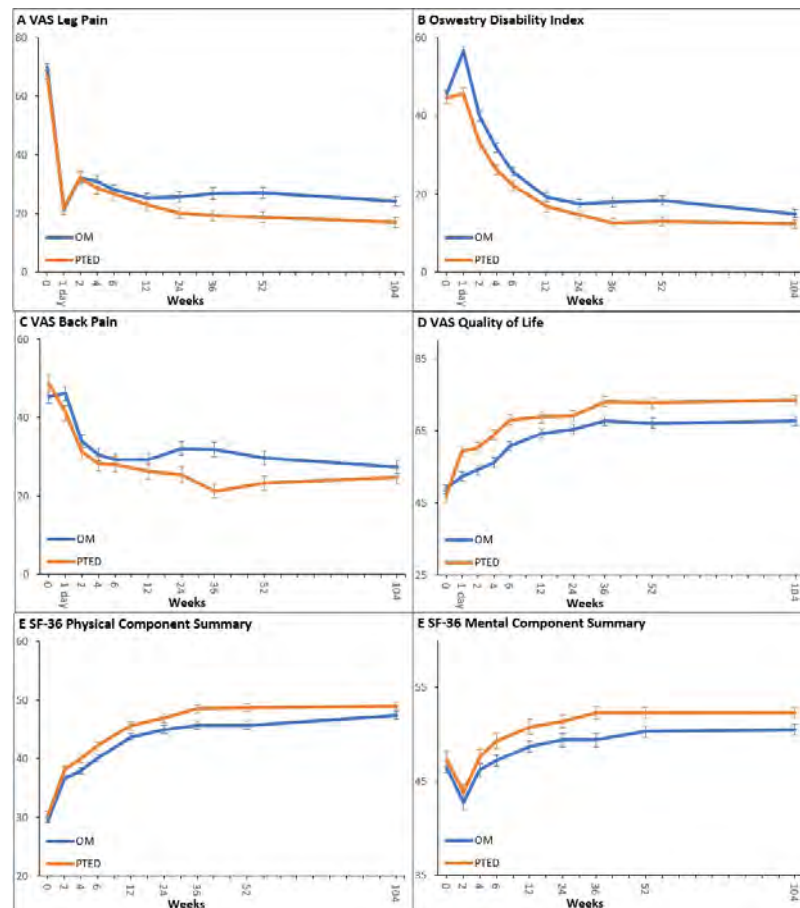 A VAS Leg Pain
80
60
40
20
0
OM
PTED
0 1 day 2 4 6 12 24 36 52 104
Weeks
B Oswestry Disability Index
60
40
20
0
OM
PTED
0 1 day 2 4 6 12 24 36 52 104
Weeks
C VAS Back Pain
60
40
20
0
OM
PTED
0 1 day 2 4 6 12 24 36 52 104
Weeks
D VAS Quality of Life
85
65
45
25
OM
PTED
0 1 day 2 4 6 12 24 36 52 104
Weeks
E SF-36 Physical Component Summary
60
50
40
30
20
OM
PTED
0 2 4 6 12 24 36 52 104
Weeks
E SF-36 Mental Component Summary
55
45
35
OM
PTED
0 2 4 6 12 24 36 52 104
Weeks